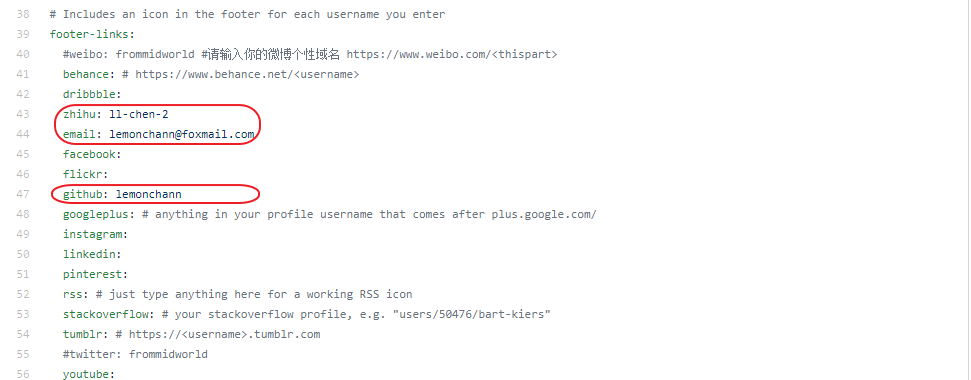 38 # Includes an icon in the footer for each username you enter
39 footer-links:
40 #weibo: frommidworld #请输入你的微博个性域名 https://www.weibo.com/<thispart>
41 behance: # https://www.behance.net/<username>
42 dribbble:
43 zhihu: ll-chen-2
44 email: lemonchann@foxmail.com
45 facebook:
46 flickr:
47 github: lemonchann
48 googleplus: # anything in your profile username that comes after plus.google.com/
49 instagram:
50 linkedin:
51 pinterest:
52 rss: # just type anything here for a working RSS icon
53 stackoverflow: # your stackoverflow profile, e.g. "users/50476/bart-kiers"
54 tumblr: # https://<username>.tumblr.com
55 #twitter: frommidworld
56 youtube: